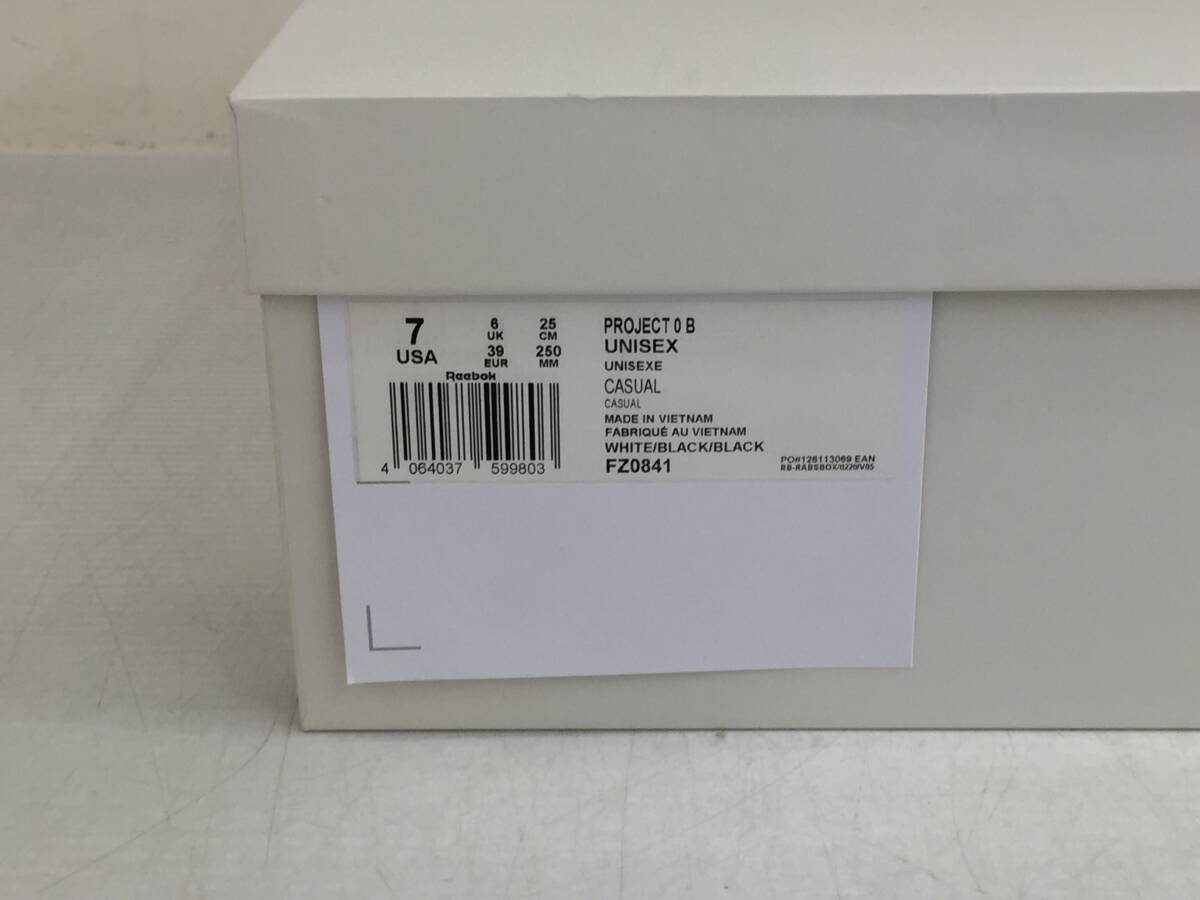 7
USA
6
UK
39
EUR
25
CM
250
MM
Reebok
4 064037 599803
PROJECT 0 B
UNISEX
UNISEXE
CASUAL
CASUAL
MADE IN VIETNAM
FABRIQUÉ AU VIETNAM
WHITE/BLACK/BLACK
FZ0841
PO#126113069 EAN
RB-RABSBOX/0220/V05